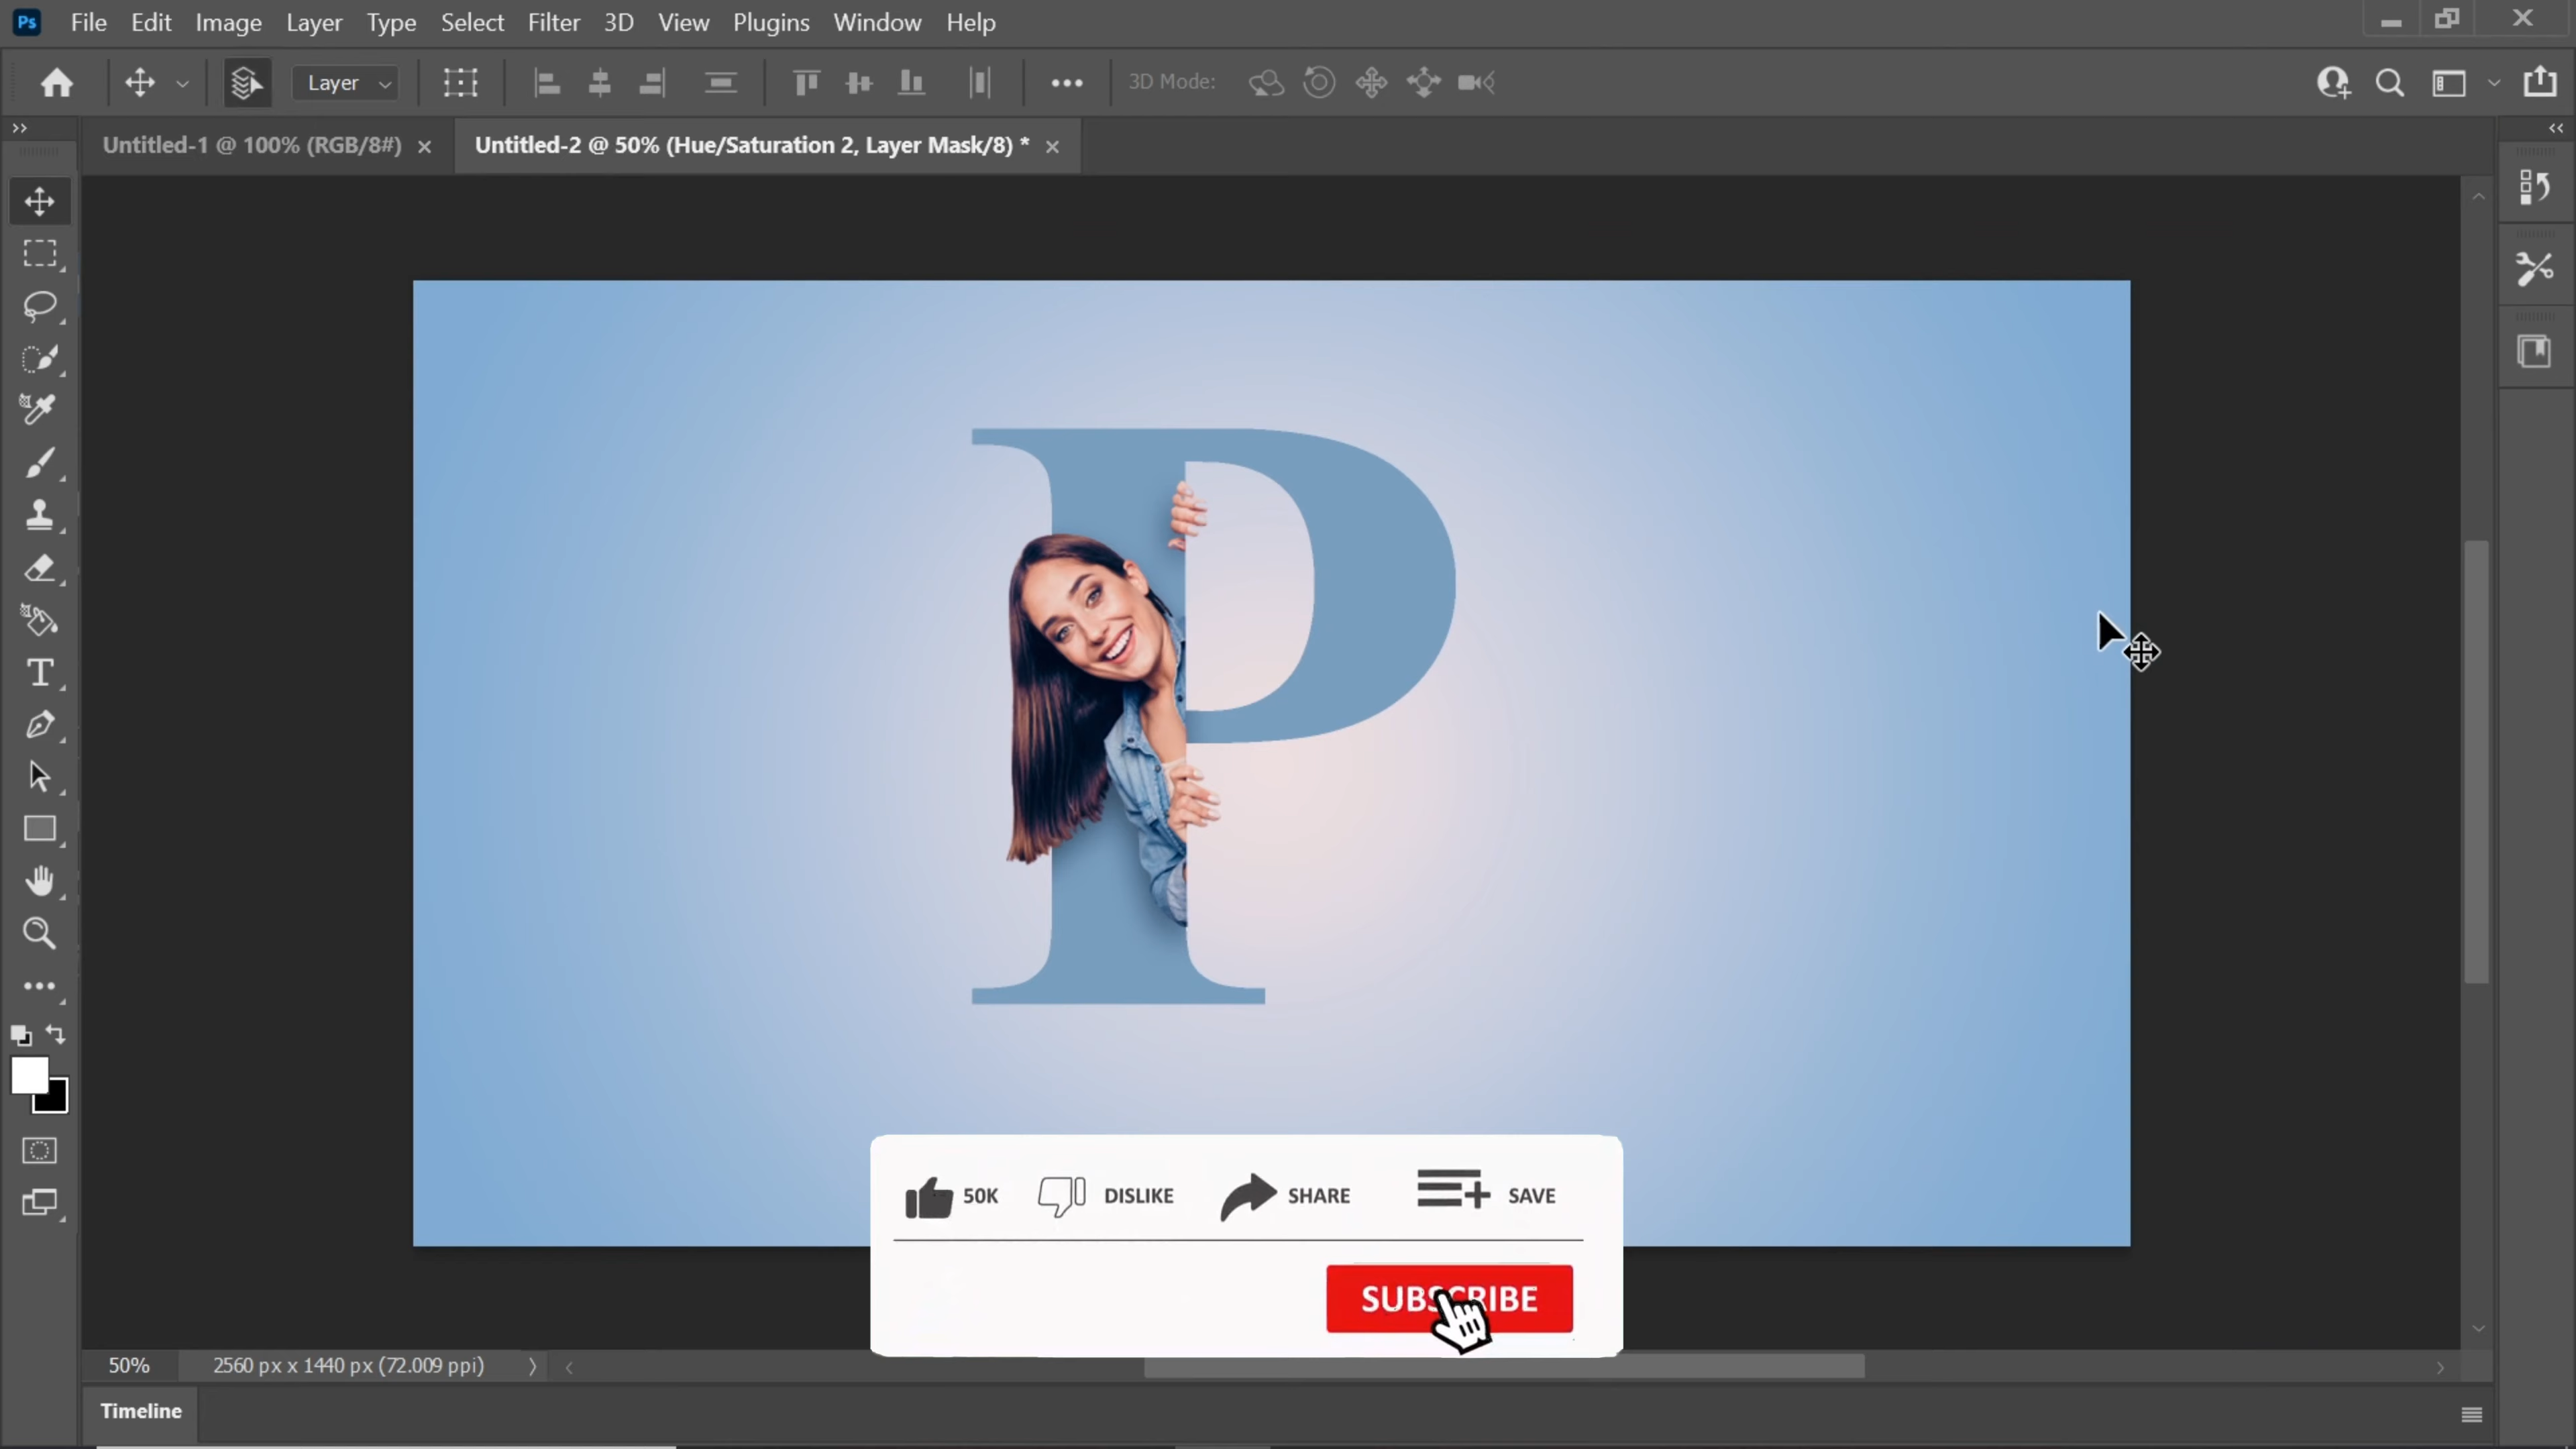 Ps File Edit Image Layer Type Select Filter 3D View Plugins Window Help
Layer 3D Mode:
Untitled-1 @ 100% (RGB/8#) Untitled-2 @ 50% (Hue/Saturation 2, Layer Mask/8) *
P
50K DISLIKE SHARE SAVE
SUBSCRIBE
50% 2560 px x 1440 px (72.009 ppi)
Timeline